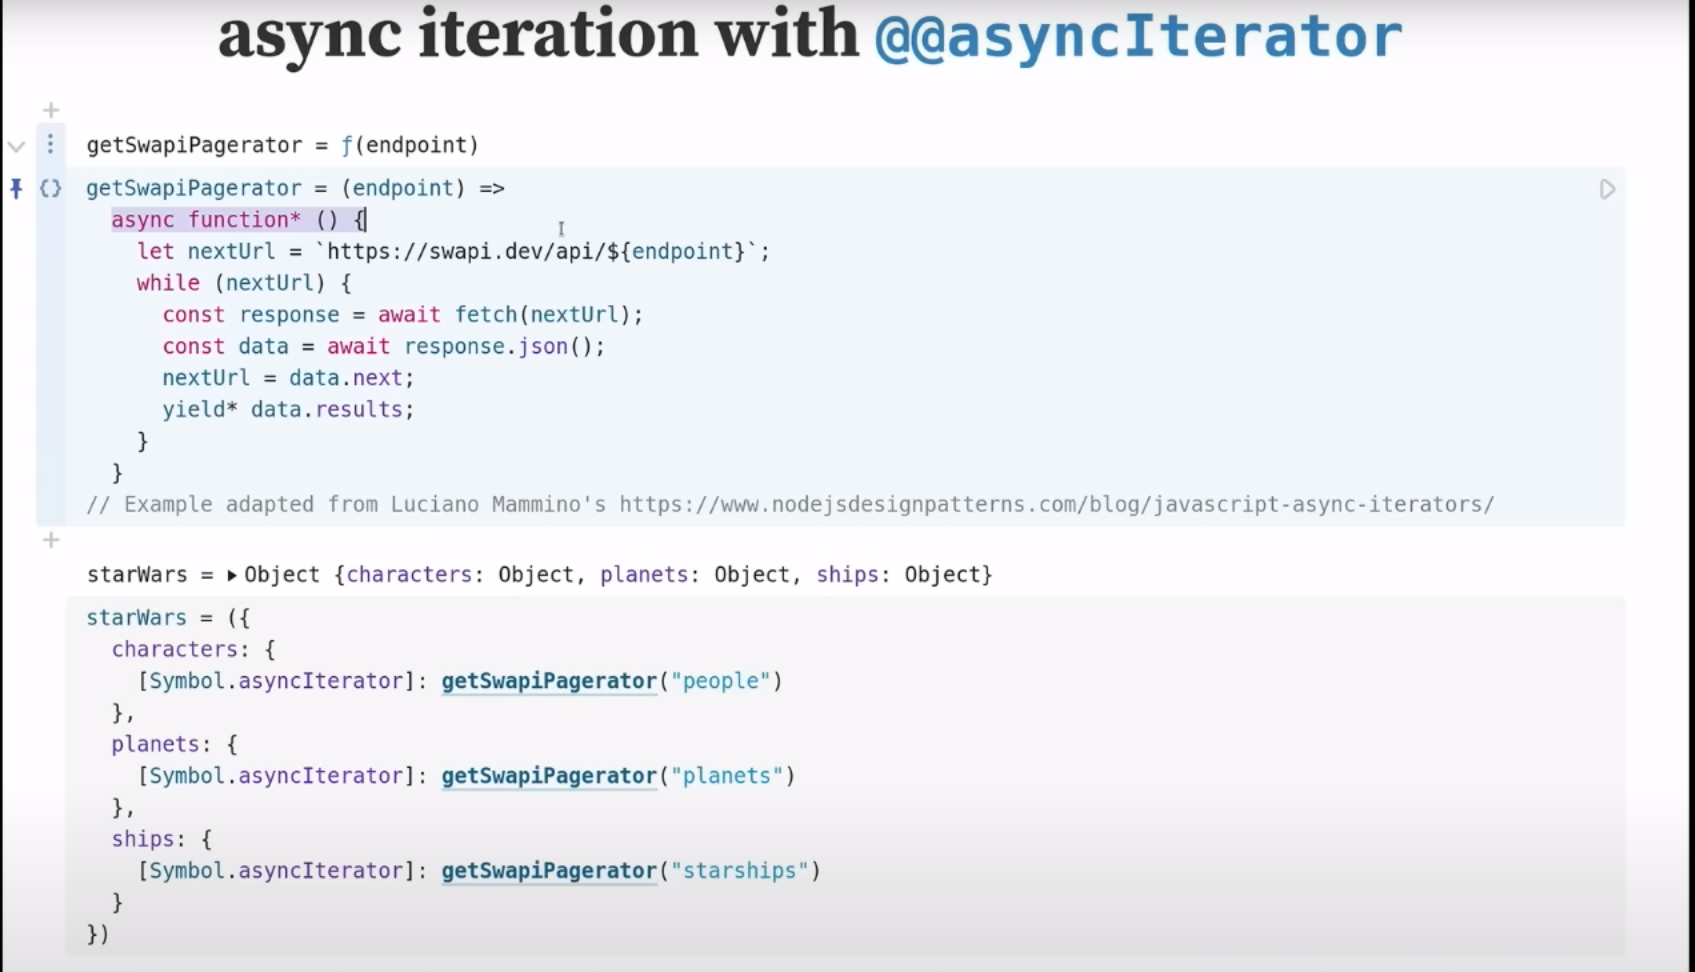 async iteration with @@asyncIterator
getSwapiPagerator = ƒ(endpoint)
getSwapiPagerator = (endpoint) =>
async function* () {
let nextUrl = `https://swapi.dev/api/${endpoint}`;
while (nextUrl) {
const response = await fetch(nextUrl);
const data = await response.json();
nextUrl = data.next;
yield* data.results;
}
}
// Example adapted from Luciano Mammino's https://www.nodejsdesignpatterns.com/blog/javascript-async-iterators/
starWars = ▸Object {characters: Object, planets: Object, ships: Object}
starWars = ({
characters: {
[Symbol.asyncIterator]: getSwapiPagerator("people")
},
planets: {
[Symbol.asyncIterator]: getSwapiPagerator("planets")
},
ships: {
[Symbol.asyncIterator]: getSwapiPagerator("starships")
}
})